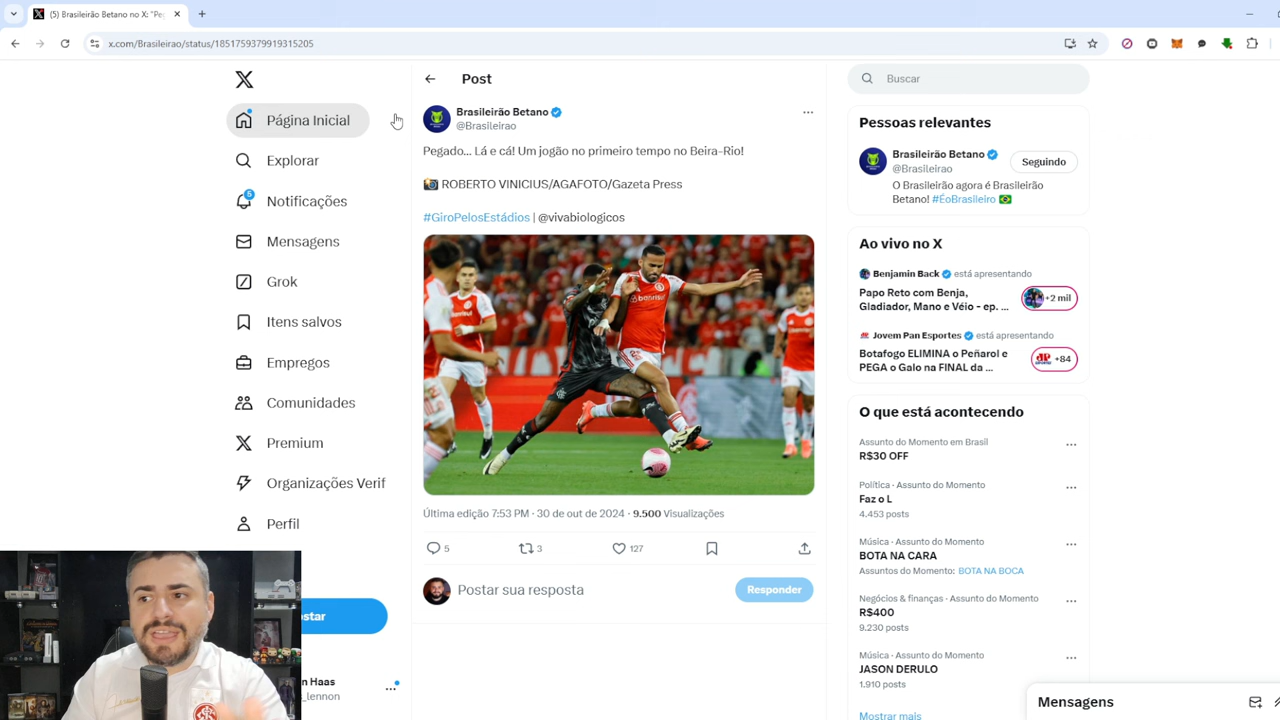 (5) Brasileirão Betano no X: "Peg
x.com/Brasileirao/status/1851759379919315205
Página Inicial
Explorar
5
Notificações
Mensagens
Grok
Itens salvos
Empregos
Comunidades
Premium
Organizações Verif
Perfil
star
n Haas
_lennon
Post
Brasileirão Betano
@Brasileirao
Pegado... Lá e cá! Um jogão no primeiro tempo no Beira-Rio!
ROBERTO VINICIUS/AGAFOTO/Gazeta Press
#GiroPelosEstádios | @vivabiologicos
banrisul
Última edição 7:53 PM · 30 de out de 2024 · 9.500 Visualizações
5 3 127
Postar sua resposta
Responder
Buscar
Pessoas relevantes
Brasileirão Betano
@Brasileirao
Seguindo
O Brasileirão agora é Brasileirão
Betano! #ÉoBrasileiro
Ao vivo no X
Benjamin Back está apresentando
Papo Reto com Benja,
Gladiador, Mano e Véio - ep. ...
+2 mil
Jovem Pan Esportes está apresentando
Botafogo ELIMINA o Peñarol e
PEGA o Galo na FINAL da ...
JP
+84
O que está acontecendo
Assunto do Momento em Brasil
R$30 OFF
Política · Assunto do Momento
Faz o L
4.453 posts
Música · Assunto do Momento
BOTA NA CARA
Assuntos do Momento: BOTA NA BOCA
Negócios & finanças · Assunto do Momento
R$400
9.230 posts
Música · Assunto do Momento
JASON DERULO
1.910 posts
Mostrar mais
Mensagens